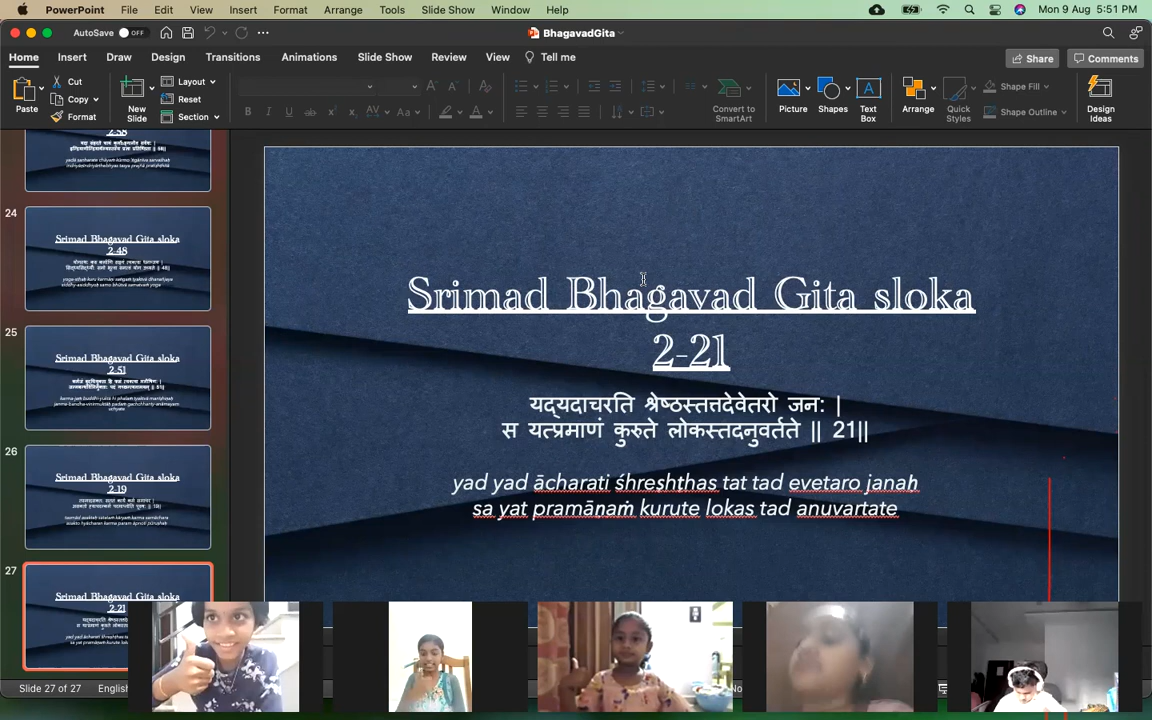 PowerPoint File Edit View Insert Format Arrange Tools Slide Show Window Help Mon 9 Aug 5:51 PM
AutoSave OFF BhagavadGita
Home Insert Draw Design Transitions Animations Slide Show Review View Tell me Share Comments
Paste Cut Copy Format New Slide Layout Reset Section Convert to SmartArt Picture Shapes Text Box Arrange Quick Styles Shape Fill Shape Outline Design Ideas
2.58
24
Srimad Bhagavad Gita sloka
2.48
25
Srimad Bhagavad Gita sloka
2.51
26
Srimad Bhagavad Gita sloka
2.19
27
Srimad Bhagavad Gita sloka
2-21
Srimad Bhagavad Gita sloka
2-21
यद्यदाचरति श्रेष्ठस्तत्तदेवेतरो जन: |
स यत्प्रमाणं कुरुते लोकस्तदनुवर्तते || 21||
yad yad ācharati śhreṣhṭhas tat tad evetaro janaḥ
sa yat pramāṇaṁ kurute lokas tad anuvartate
Slide 27 of 27